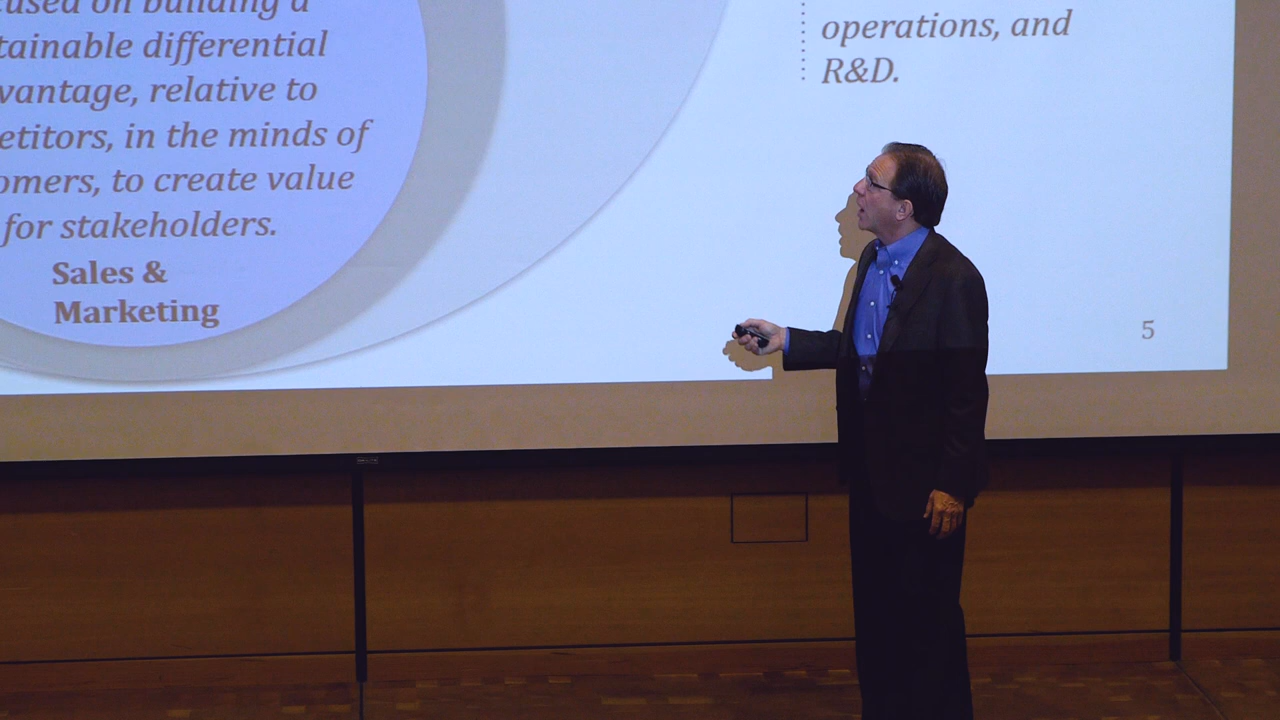 building a
tainable differential
vantage, relative to
etitors, in the minds of
omers, to create value
for stakeholders.
Sales &
Marketing
operations, and
R&D.
5